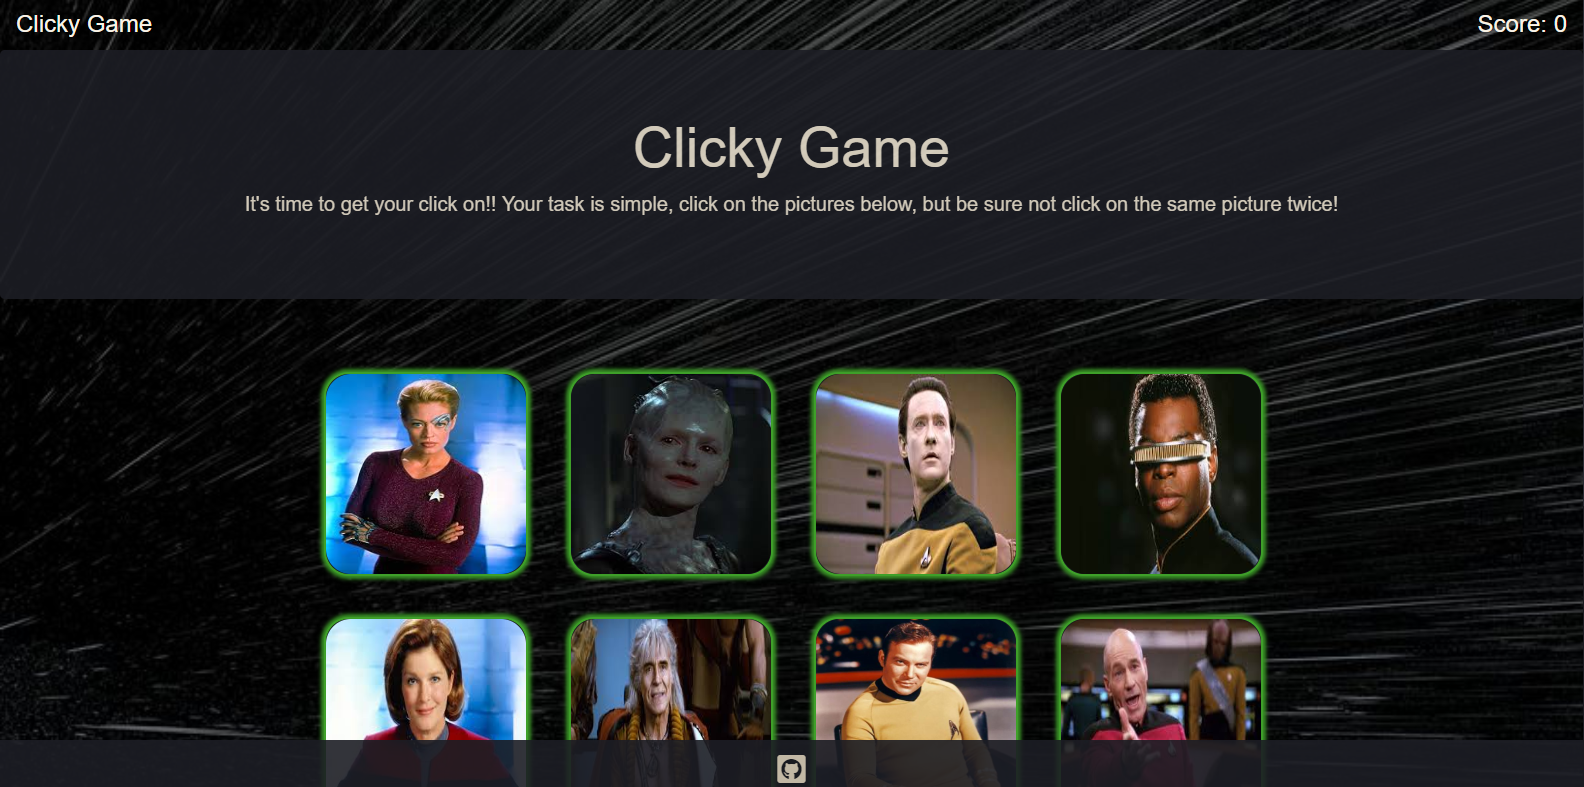 Clicky Game
Score: 0
Clicky Game
It's time to get your click on!! Your task is simple, click on the pictures below, but be sure not click on the same picture twice!